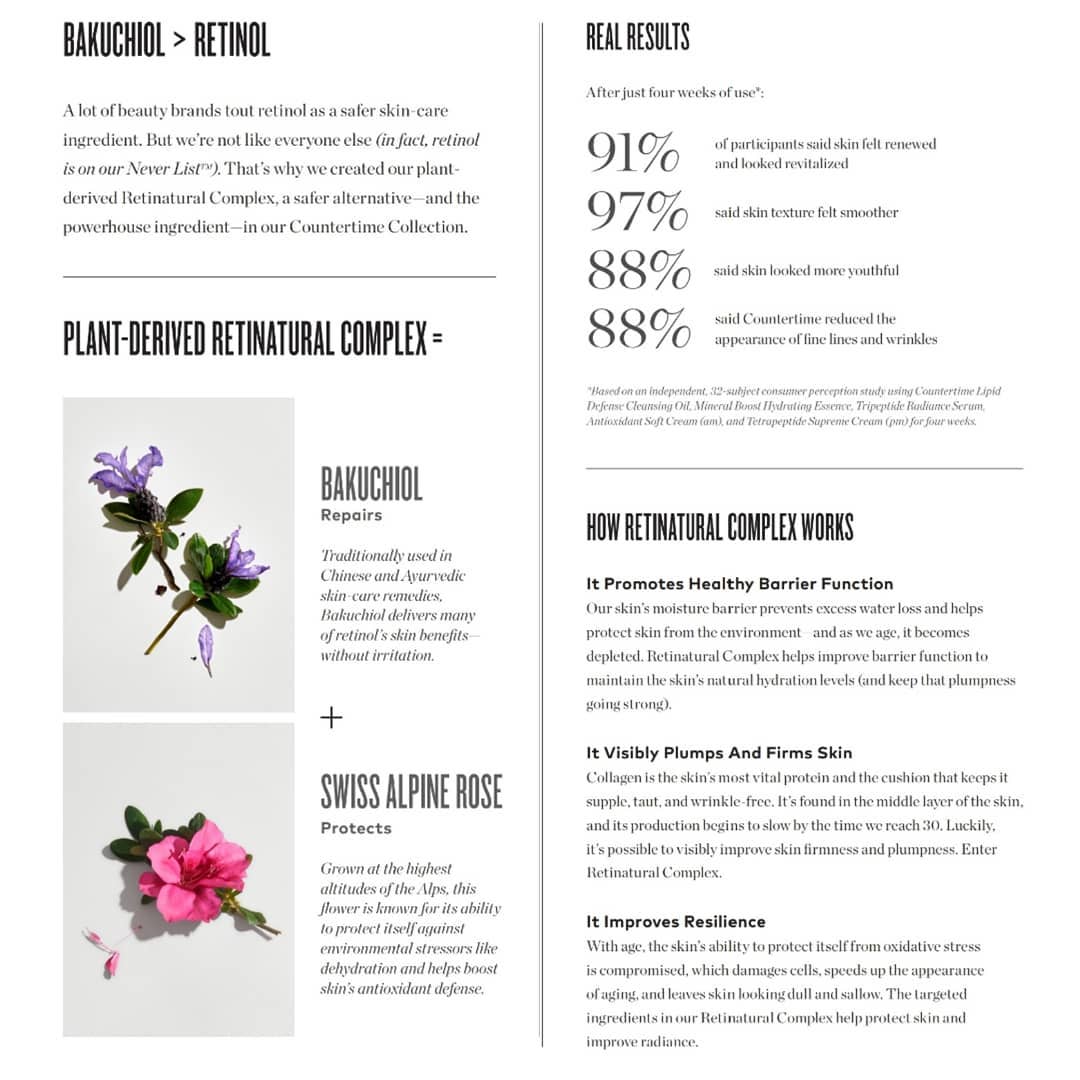 BAKUCHIOL > RETINOL
A lot of beauty brands tout retinol as a safer skin-care
ingredient. But we're not like everyone else (in fact, retinol
is on our Never List™). That's why we created our plant-
derived Retinatural Complex, a safer alternative—and the
powerhouse ingredient—in our Countertime Collection.
PLANT-DERIVED RETINATURAL COMPLEX =
BAKUCHIOL
Repairs
Traditionally used in
Chinese and Ayurvedic
skin-care remedies,
Bakuchiol delivers many
of retinol's skin benefits—
without irritation.
+
SWISS ALPINE ROSE
Protects
Grown at the highest
altitudes of the Alps, this
flower is known for its ability
to protect itself against
environmental stressors like
dehydration and helps boost
skin's antioxidant defense.
REAL RESULTS
After just four weeks of use*:
91% of participants said skin felt renewed
and looked revitalized
97% said skin texture felt smoother
88% said skin looked more youthful
88% said Countertime reduced the
appearance of fine lines and wrinkles
*Based on an independent, 32-subject consumer perception study using Countertime Lipid
Defense Cleansing Oil, Mineral Boost Hydrating Essence, Tripeptide Radiance Serum,
Antioxidant Soft Cream (am), and Tetrapeptide Supreme Cream (pm) for four weeks.
HOW RETINATURAL COMPLEX WORKS
It Promotes Healthy Barrier Function
Our skin's moisture barrier prevents excess water loss and helps
protect skin from the environment—and as we age, it becomes
depleted. Retinatural Complex helps improve barrier function to
maintain the skin's natural hydration levels (and keep that plumpness
going strong).
It Visibly Plumps And Firms Skin
Collagen is the skin's most vital protein and the cushion that keeps it
supple, taut, and wrinkle-free. It's found in the middle layer of the skin,
and its production begins to slow by the time we reach 30. Luckily,
it's possible to visibly improve skin firmness and plumpness. Enter
Retinatural Complex.
It Improves Resilience
With age, the skin's ability to protect itself from oxidative stress
is compromised, which damages cells, speeds up the appearance
of aging, and leaves skin looking dull and sallow. The targeted
ingredients in our Retinatural Complex help protect skin and
improve radiance.